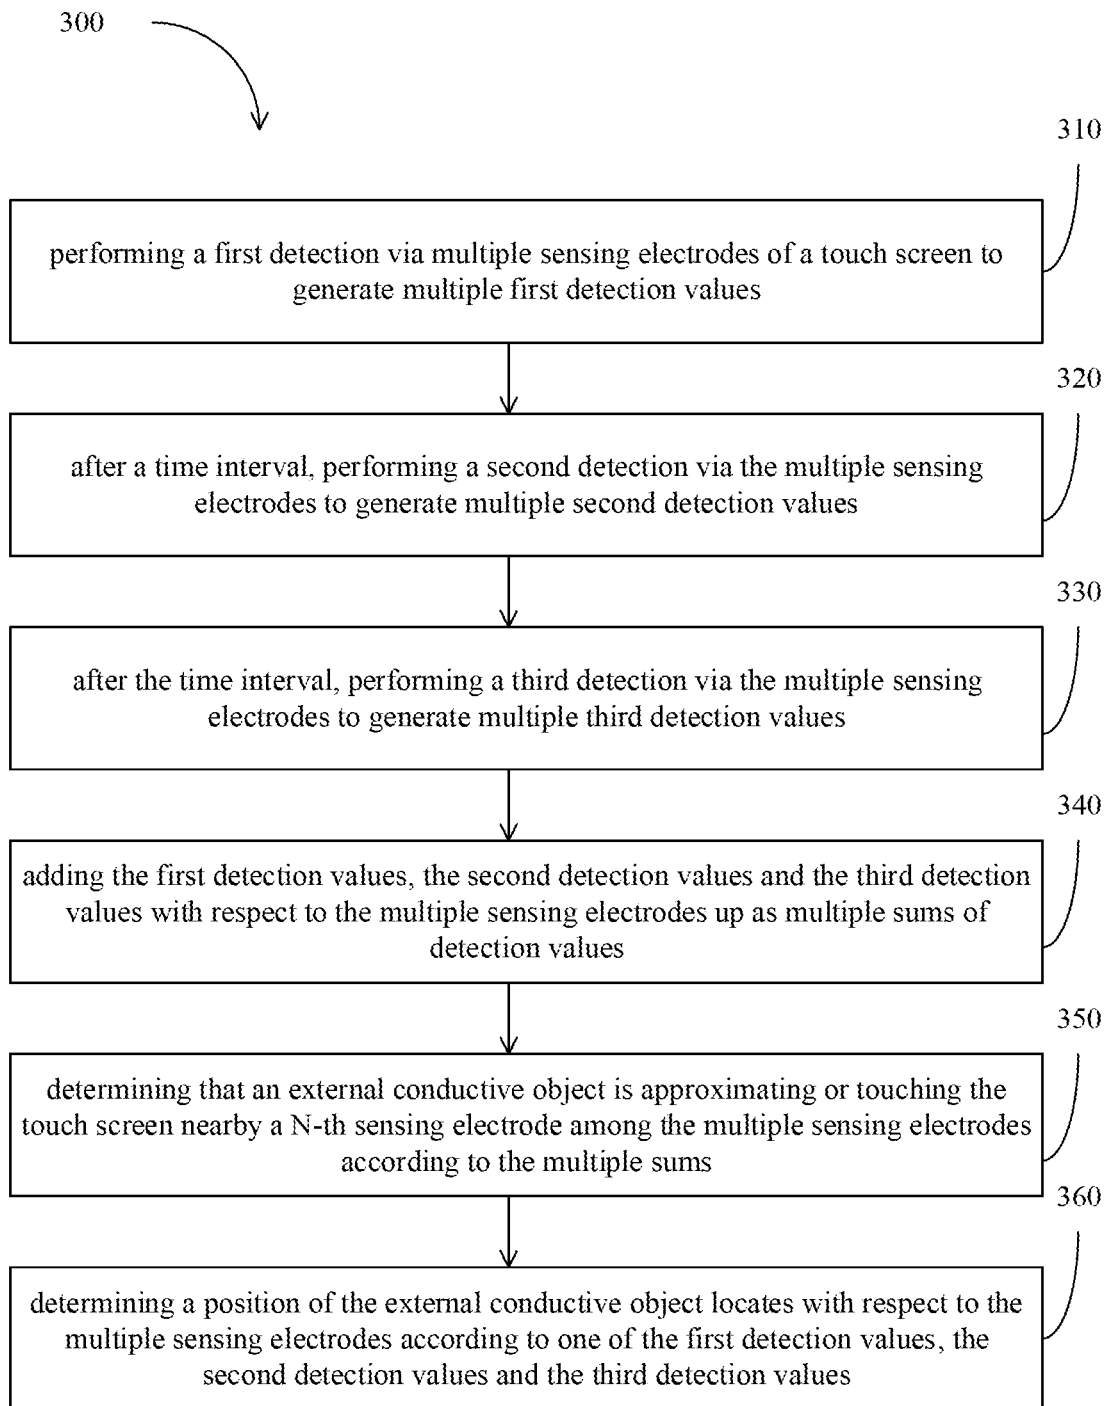 300
310
performing a first detection via multiple sensing electrodes of a touch screen to
generate multiple first detection values
320
after a time interval, performing a second detection via the multiple sensing
electrodes to generate multiple second detection values
330
after the time interval, performing a third detection via the multiple sensing
electrodes to generate multiple third detection values
340
adding the first detection values, the second detection values and the third detection
values with respect to the multiple sensing electrodes up as multiple sums of
detection values
350
determining that an external conductive object is approximating or touching the
touch screen nearby a N-th sensing electrode among the multiple sensing electrodes
according to the multiple sums
360
determining a position of the external conductive object locates with respect to the
multiple sensing electrodes according to one of the first detection values, the
second detection values and the third detection values